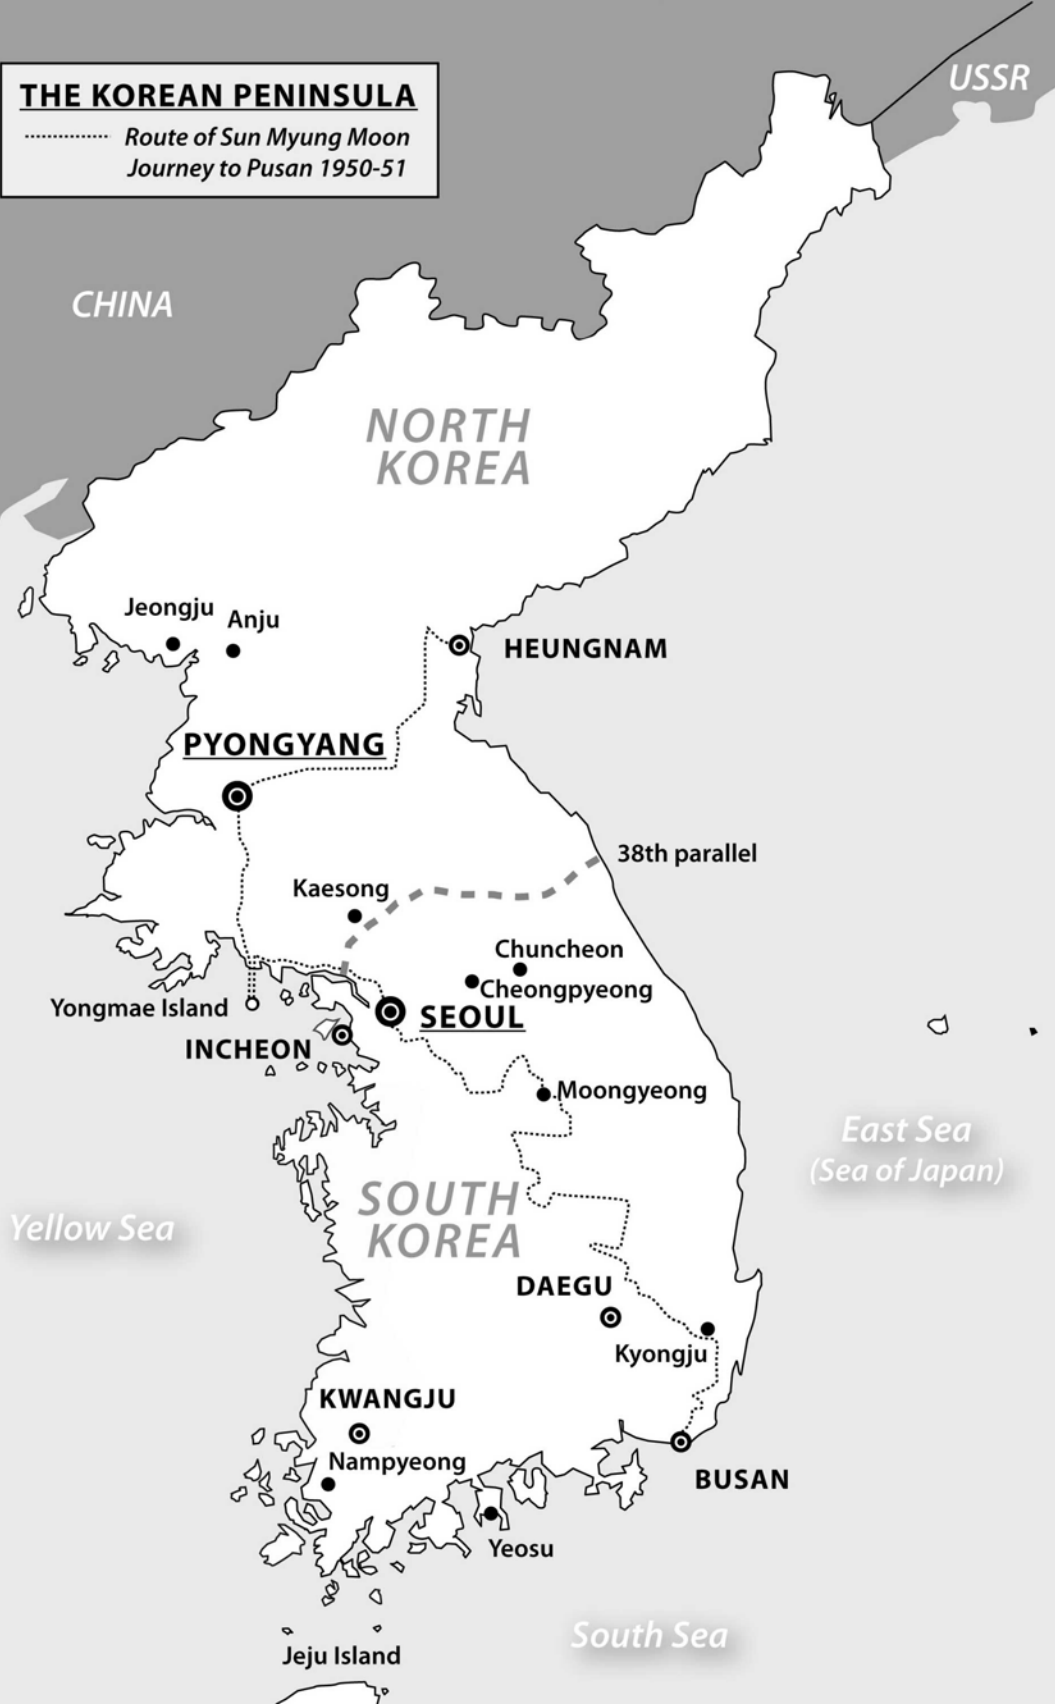 THE KOREAN PENINSULA
Route of Sun Myung Moon
Journey to Pusan 1950-51
USSR
CHINA
NORTH
KOREA
Jeongju
Anju
HEUNGNAM
PYONGYANG
38th parallel
Kaesong
Chuncheon
Cheongpyeong
Yongmae Island
SEOUL
INCHEON
Moongyeong
East Sea
(Sea of Japan)
SOUTH
KOREA
Yellow Sea
DAEGU
Kyongju
KWANGJU
Nampyeong
BUSAN
Yeosu
South Sea
Jeju Island